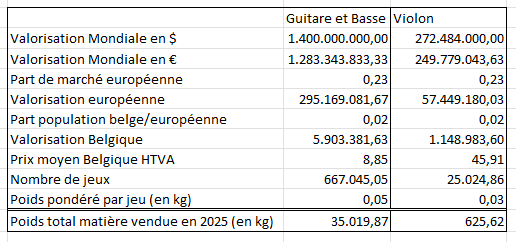 Guitare et Basse Violon
Valorisation Mondiale en $ 1.400.000.000,00 272.484.000,00
Valorisation Mondiale en € 1.283.343.833,33 249.779.043,63
Part de marché européenne 0,23 0,23
Valorisation européenne 295.169.081,67 57.449.180,03
Part population belge/européenne 0,02 0,02
Valorisation Belgique 5.903.381,63 1.148.983,60
Prix moyen Belgique HTVA 8,85 45,91
Nombre de jeux 667.045,05 25.024,86
Poids pondéré par jeu (en kg) 0,05 0,03
Poids total matière vendue en 2025 (en kg) 35.019,87 625,62